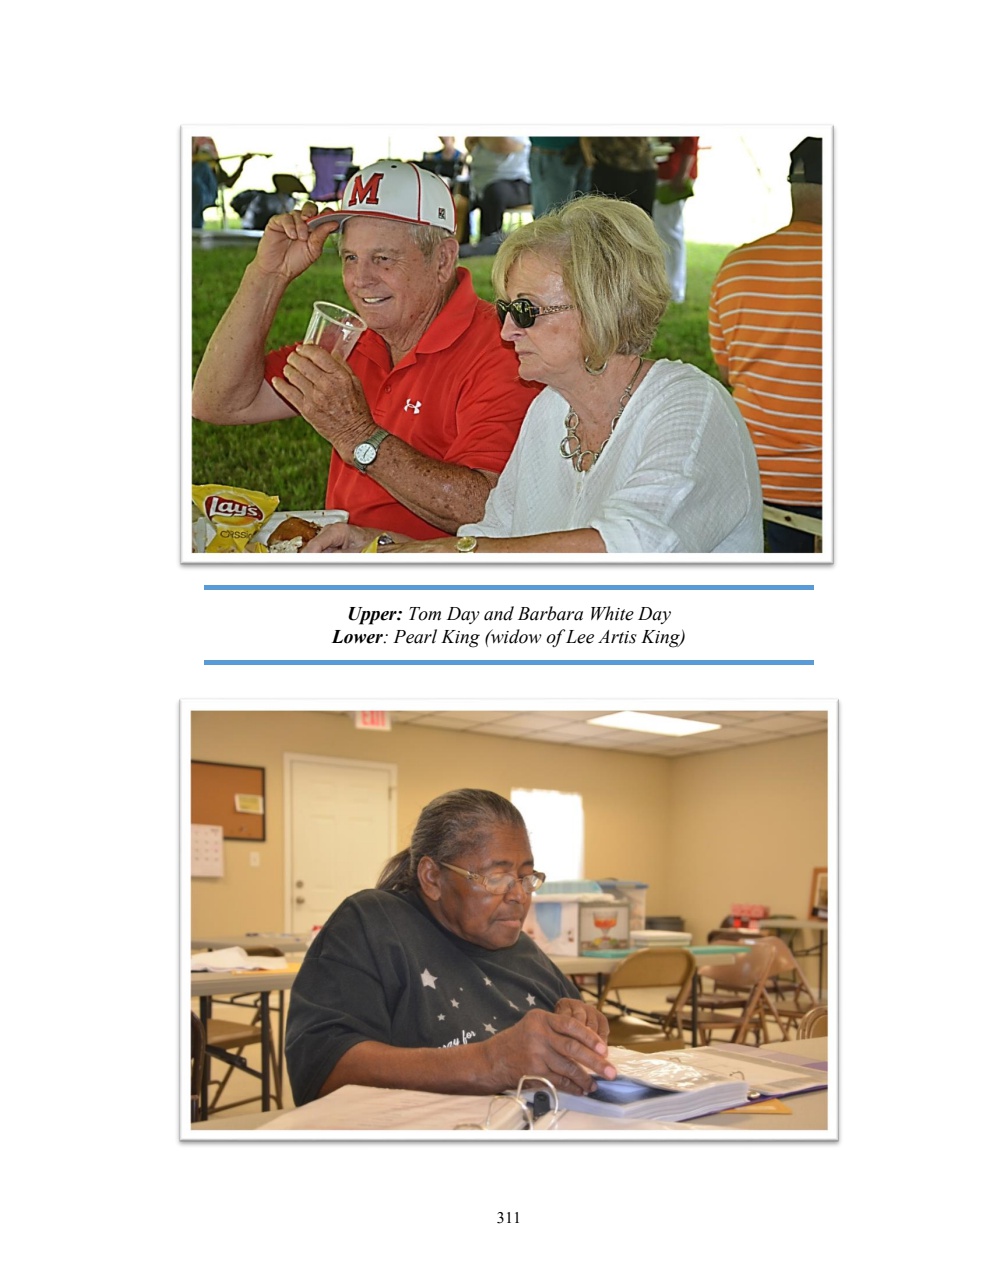 M
Lay's
CLASSIC
Upper: Tom Day and Barbara White Day
Lower: Pearl King (widow of Lee Artis King)
EXIT
for
311